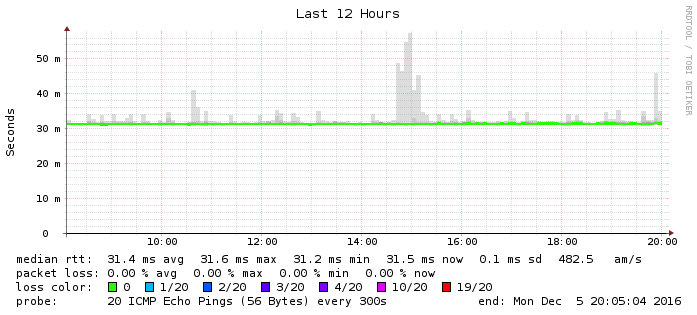 Last 12 Hours
RRDTOOL / TOBI OETIKER
Seconds
50 m
40 m
30 m
20 m
10 m
0
10:00 12:00 14:00 16:00 18:00 20:00
median rtt: 31.4 ms avg 31.6 ms max 31.2 ms min 31.5 ms now 0.1 ms sd 482.5 am/s
packet loss: 0.00 % avg 0.00 % max 0.00 % min 0.00 % now
loss color: 0 1/20 2/20 3/20 4/20 10/20 19/20
probe: 20 ICMP Echo Pings (56 Bytes) every 300s end: Mon Dec 5 20:05:04 2016